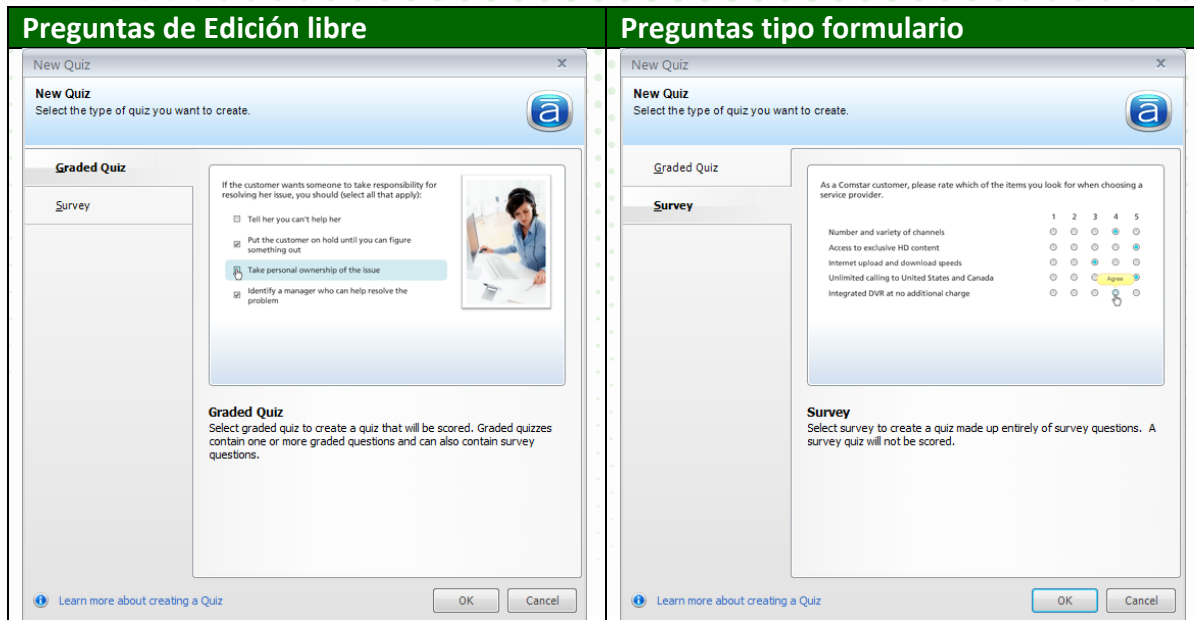 Preguntas de Edición libre
New Quiz x
New Quiz
Select the type of quiz you want to create.
ā
Graded Quiz
Survey
If the customer wants someone to take responsibility for
resolving her issue, you should (select all that apply):
Tell her you can't help her
Put the customer on hold until you can figure
something out
Take personal ownership of the issue
Identify a manager who can help resolve the
problem
Graded Quiz
Select graded quiz to create a quiz that will be scored. Graded quizzes
contain one or more graded questions and can also contain survey
questions.
Learn more about creating a Quiz
OK Cancel
Preguntas tipo formulario
New Quiz x
New Quiz
Select the type of quiz you want to create.
ā
Graded Quiz
Survey
As a Comstar customer, please rate which of the items you look for when choosing a
service provider.
1 2 3 4 5
Number and variety of channels
Access to exclusive HD content
Internet upload and download speeds
Unlimited calling to United States and Canada
Agree
Integrated DVR at no additional charge
Survey
Select survey to create a quiz made up entirely of survey questions. A
survey quiz will not be scored.
Learn more about creating a Quiz
OK Cancel